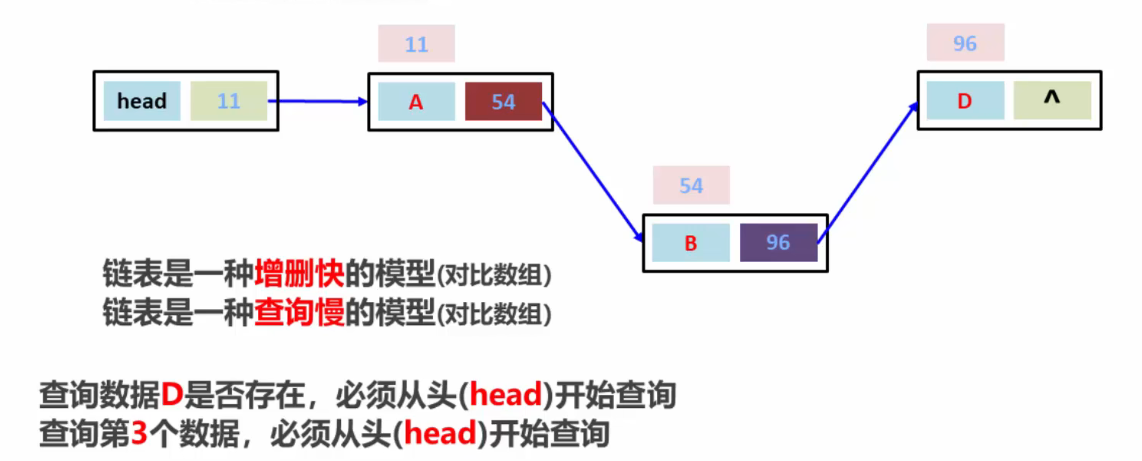 11
96
head 11
A 54
D ^
54
B 96
链表是一种增删快的模型(对比数组)
链表是一种查询慢的模型(对比数组)
查询数据D是否存在，必须从头(head)开始查询
查询第3个数据，必须从头(head)开始查询